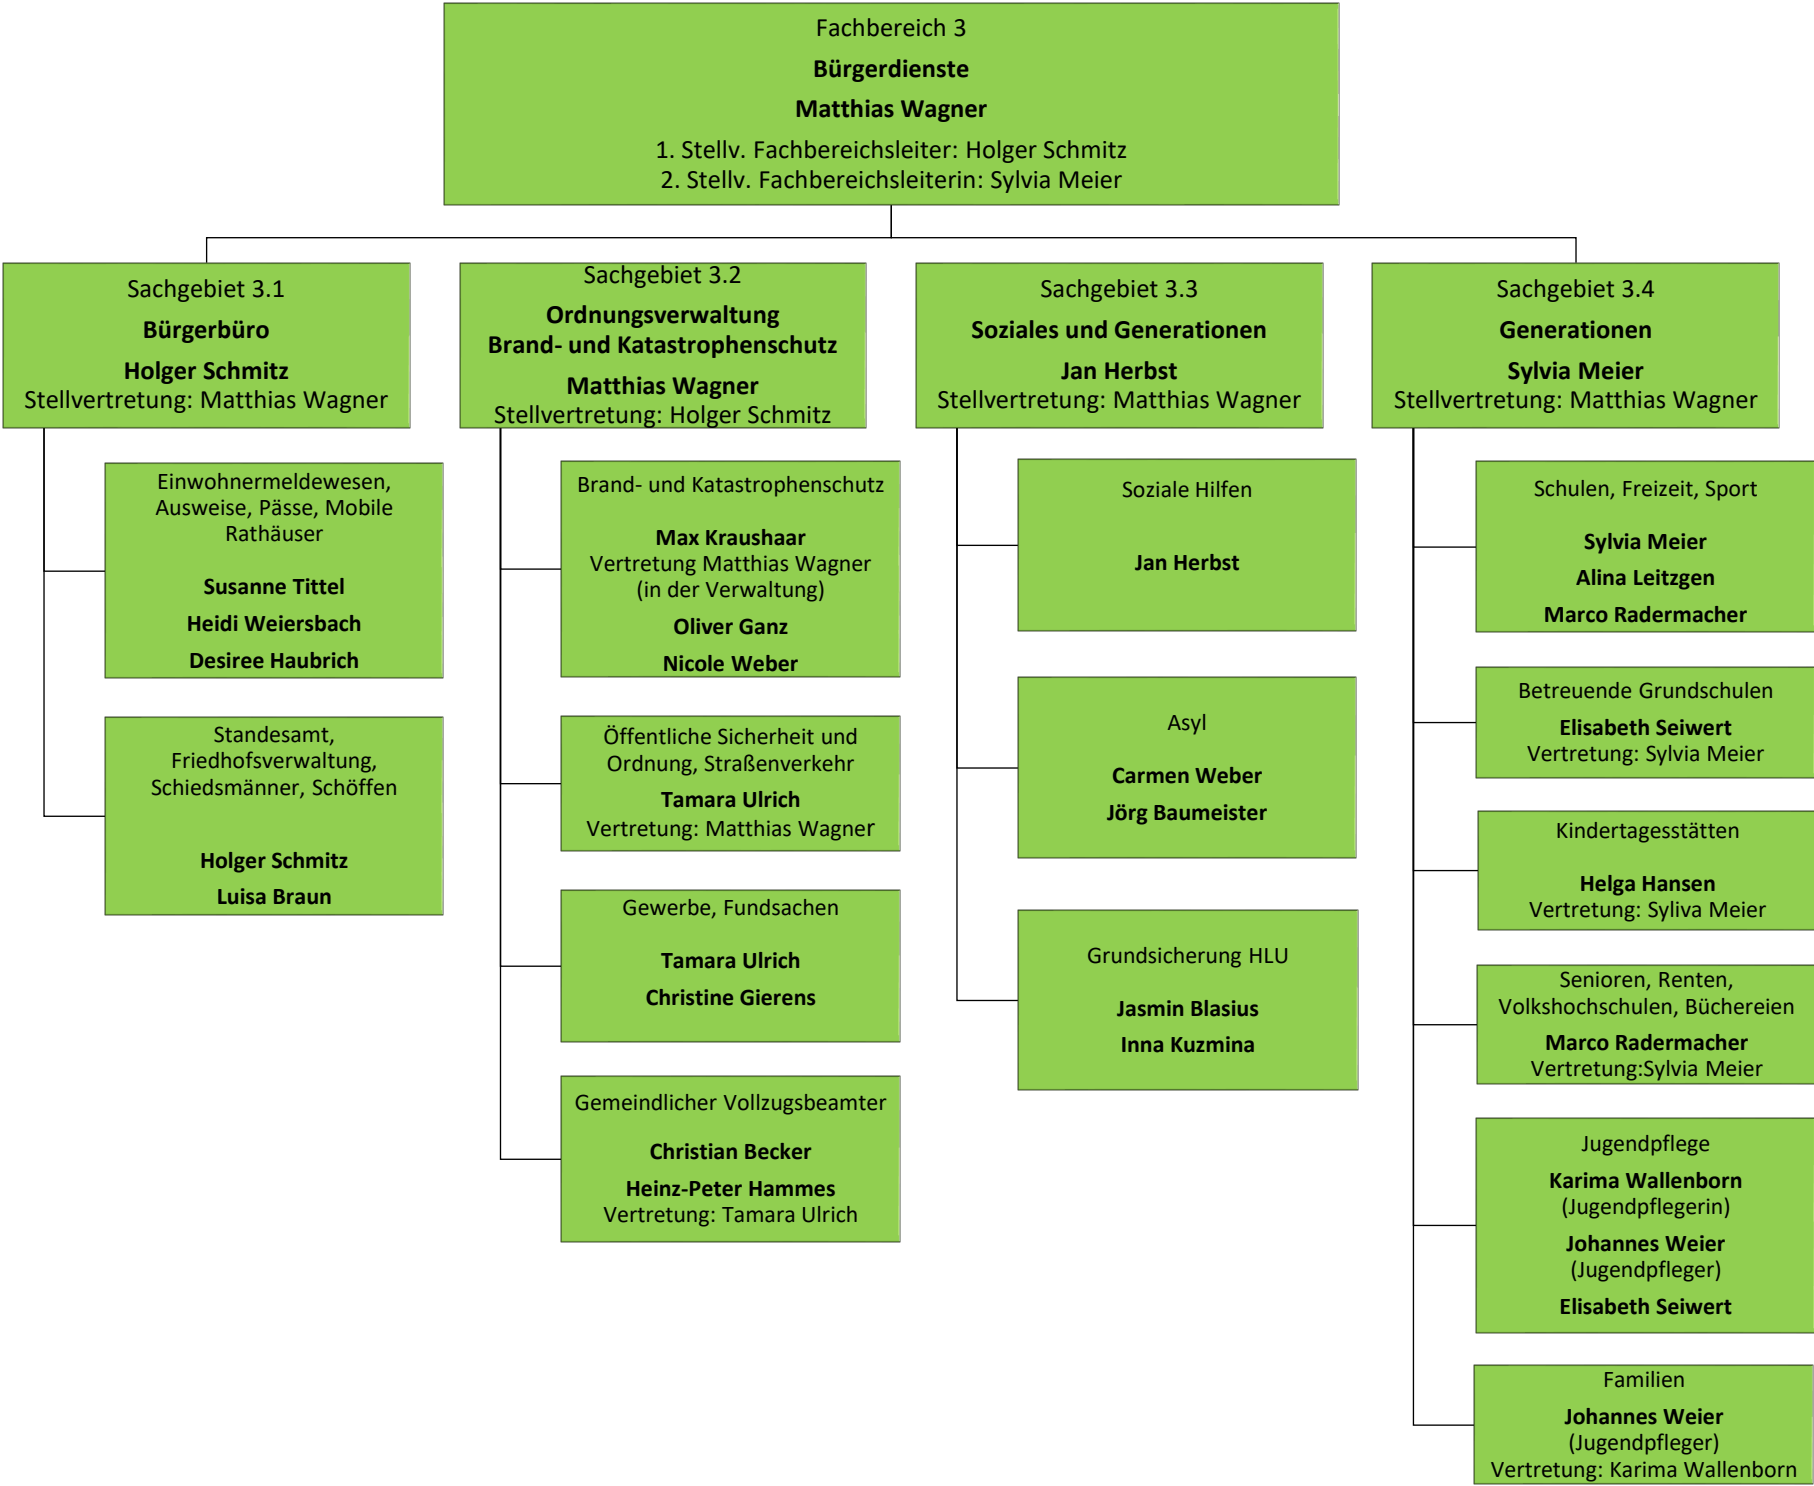 Fachbereich 3
Bürgerdienste
Matthias Wagner
1. Stellv. Fachbereichsleiter: Holger Schmitz
2. Stellv. Fachbereichsleiterin: Sylvia Meier
Sachgebiet 3.1
Bürgerbüro
Holger Schmitz
Stellvertretung: Matthias Wagner
Einwohnermeldewesen,
Ausweise, Pässe, Mobile
Rathäuser
Susanne Tittel
Heidi Weiersbach
Desiree Haubrich
Standesamt,
Friedhofsverwaltung,
Schiedsmänner, Schöffen
Holger Schmitz
Luisa Braun
Sachgebiet 3.2
Ordnungsverwaltung
Brand- und Katastrophenschutz
Matthias Wagner
Stellvertretung: Holger Schmitz
Brand- und Katastrophenschutz
Max Kraushaar
Vertretung Matthias Wagner
(in der Verwaltung)
Oliver Ganz
Nicole Weber
Öffentliche Sicherheit und
Ordnung, Straßenverkehr
Tamara Ulrich
Vertretung: Matthias Wagner
Gewerbe, Fundsachen
Tamara Ulrich
Christine Gierens
Gemeindlicher Vollzugsbeamter
Christian Becker
Heinz-Peter Hammes
Vertretung: Tamara Ulrich
Sachgebiet 3.3
Soziales und Generationen
Jan Herbst
Stellvertretung: Matthias Wagner
Soziale Hilfen
Jan Herbst
Asyl
Carmen Weber
Jörg Baumeister
Grundsicherung HLU
Jasmin Blasius
Inna Kuzmina
Sachgebiet 3.4
Generationen
Sylvia Meier
Stellvertretung: Matthias Wagner
Schulen, Freizeit, Sport
Sylvia Meier
Alina Leitzgen
Marco Radermacher
Betreuende Grundschulen
Elisabeth Seiwert
Vertretung: Sylvia Meier
Kindertagesstätten
Helga Hansen
Vertretung: Syliva Meier
Senioren, Renten,
Volkshochschulen, Büchereien
Marco Radermacher
Vertretung:Sylvia Meier
Jugendpflege
Karima Wallenborn
(Jugendpflegerin)
Johannes Weier
(Jugendpfleger)
Elisabeth Seiwert
Familien
Johannes Weier
(Jugendpfleger)
Vertretung: Karima Wallenborn